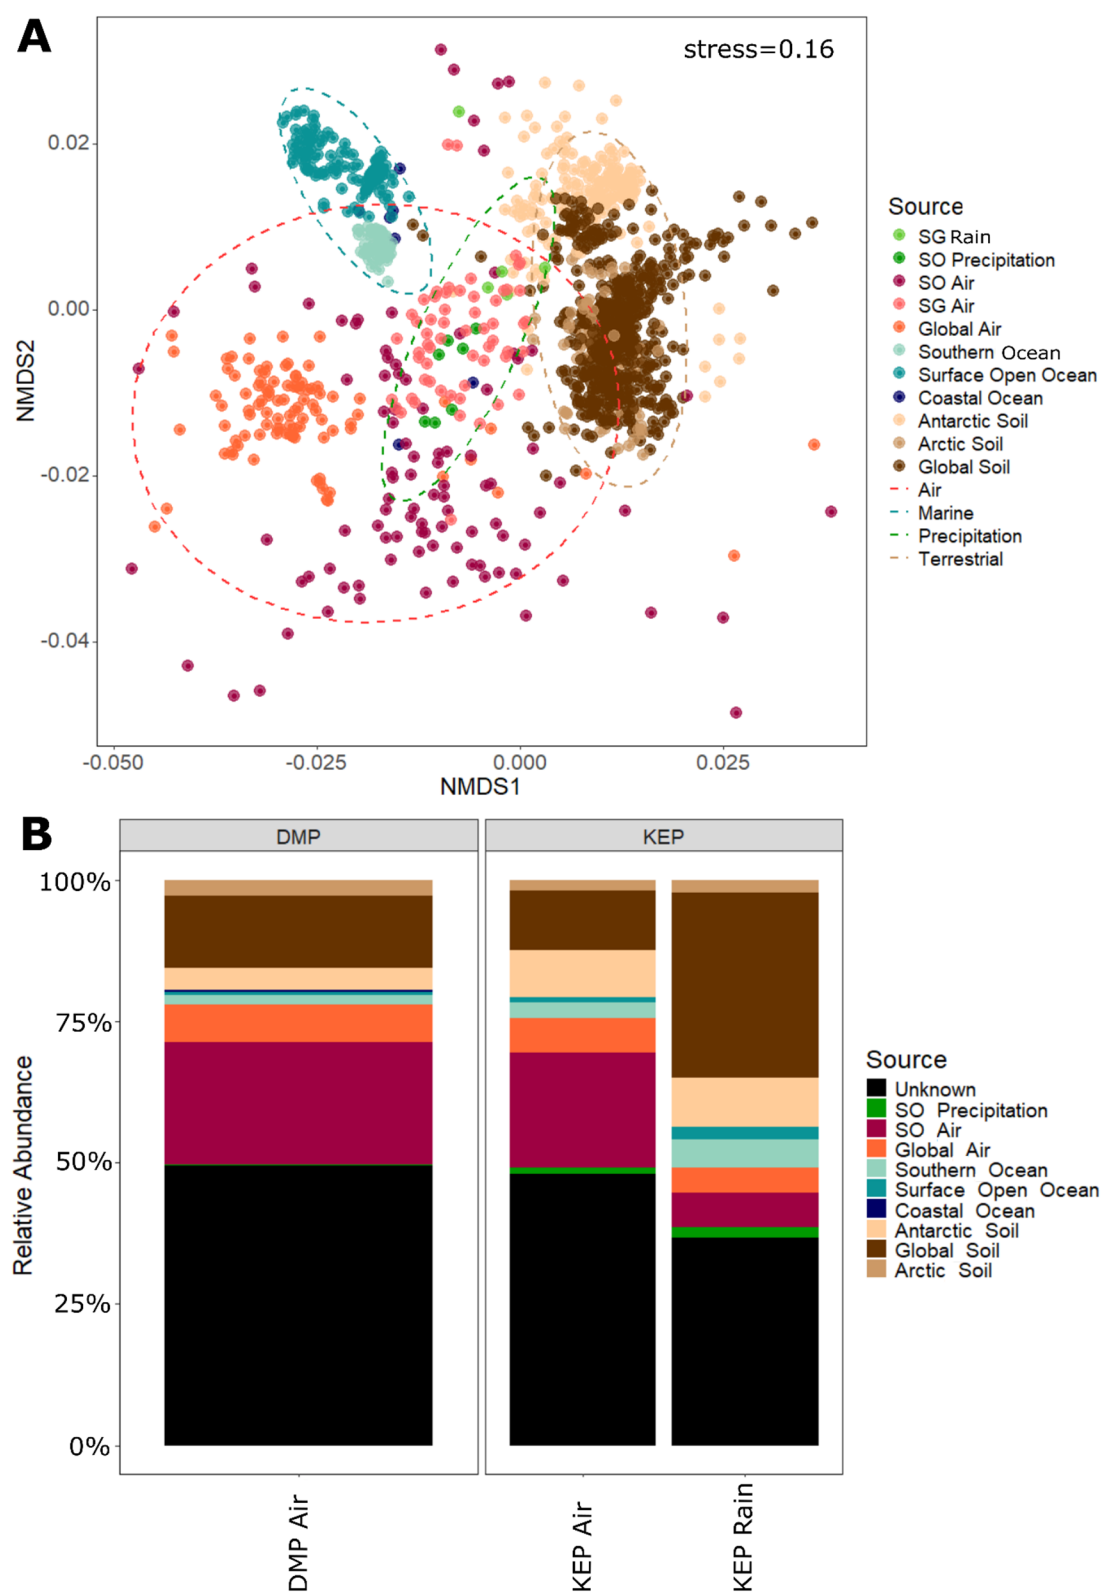 A
stress=0.16
0.02
0.00
-0.02
-0.04
NMDS2
-0.050
-0.025
0.000
0.025
NMDS1
Source
SG Rain
SO Precipitation
SO Air
SG Air
Global Air
Southern Ocean
Surface Open Ocean
Coastal Ocean
Antarctic Soil
Arctic Soil
Global Soil
Air
Marine
Precipitation
Terrestrial
B
DMP
KEP
100%
75%
50%
25%
0%
Relative Abundance
DMP Air
KEP Air
KEP Rain
Source
Unknown
SO Precipitation
SO Air
Global Air
Southern Ocean
Surface Open Ocean
Coastal Ocean
Antarctic Soil
Global Soil
Arctic Soil